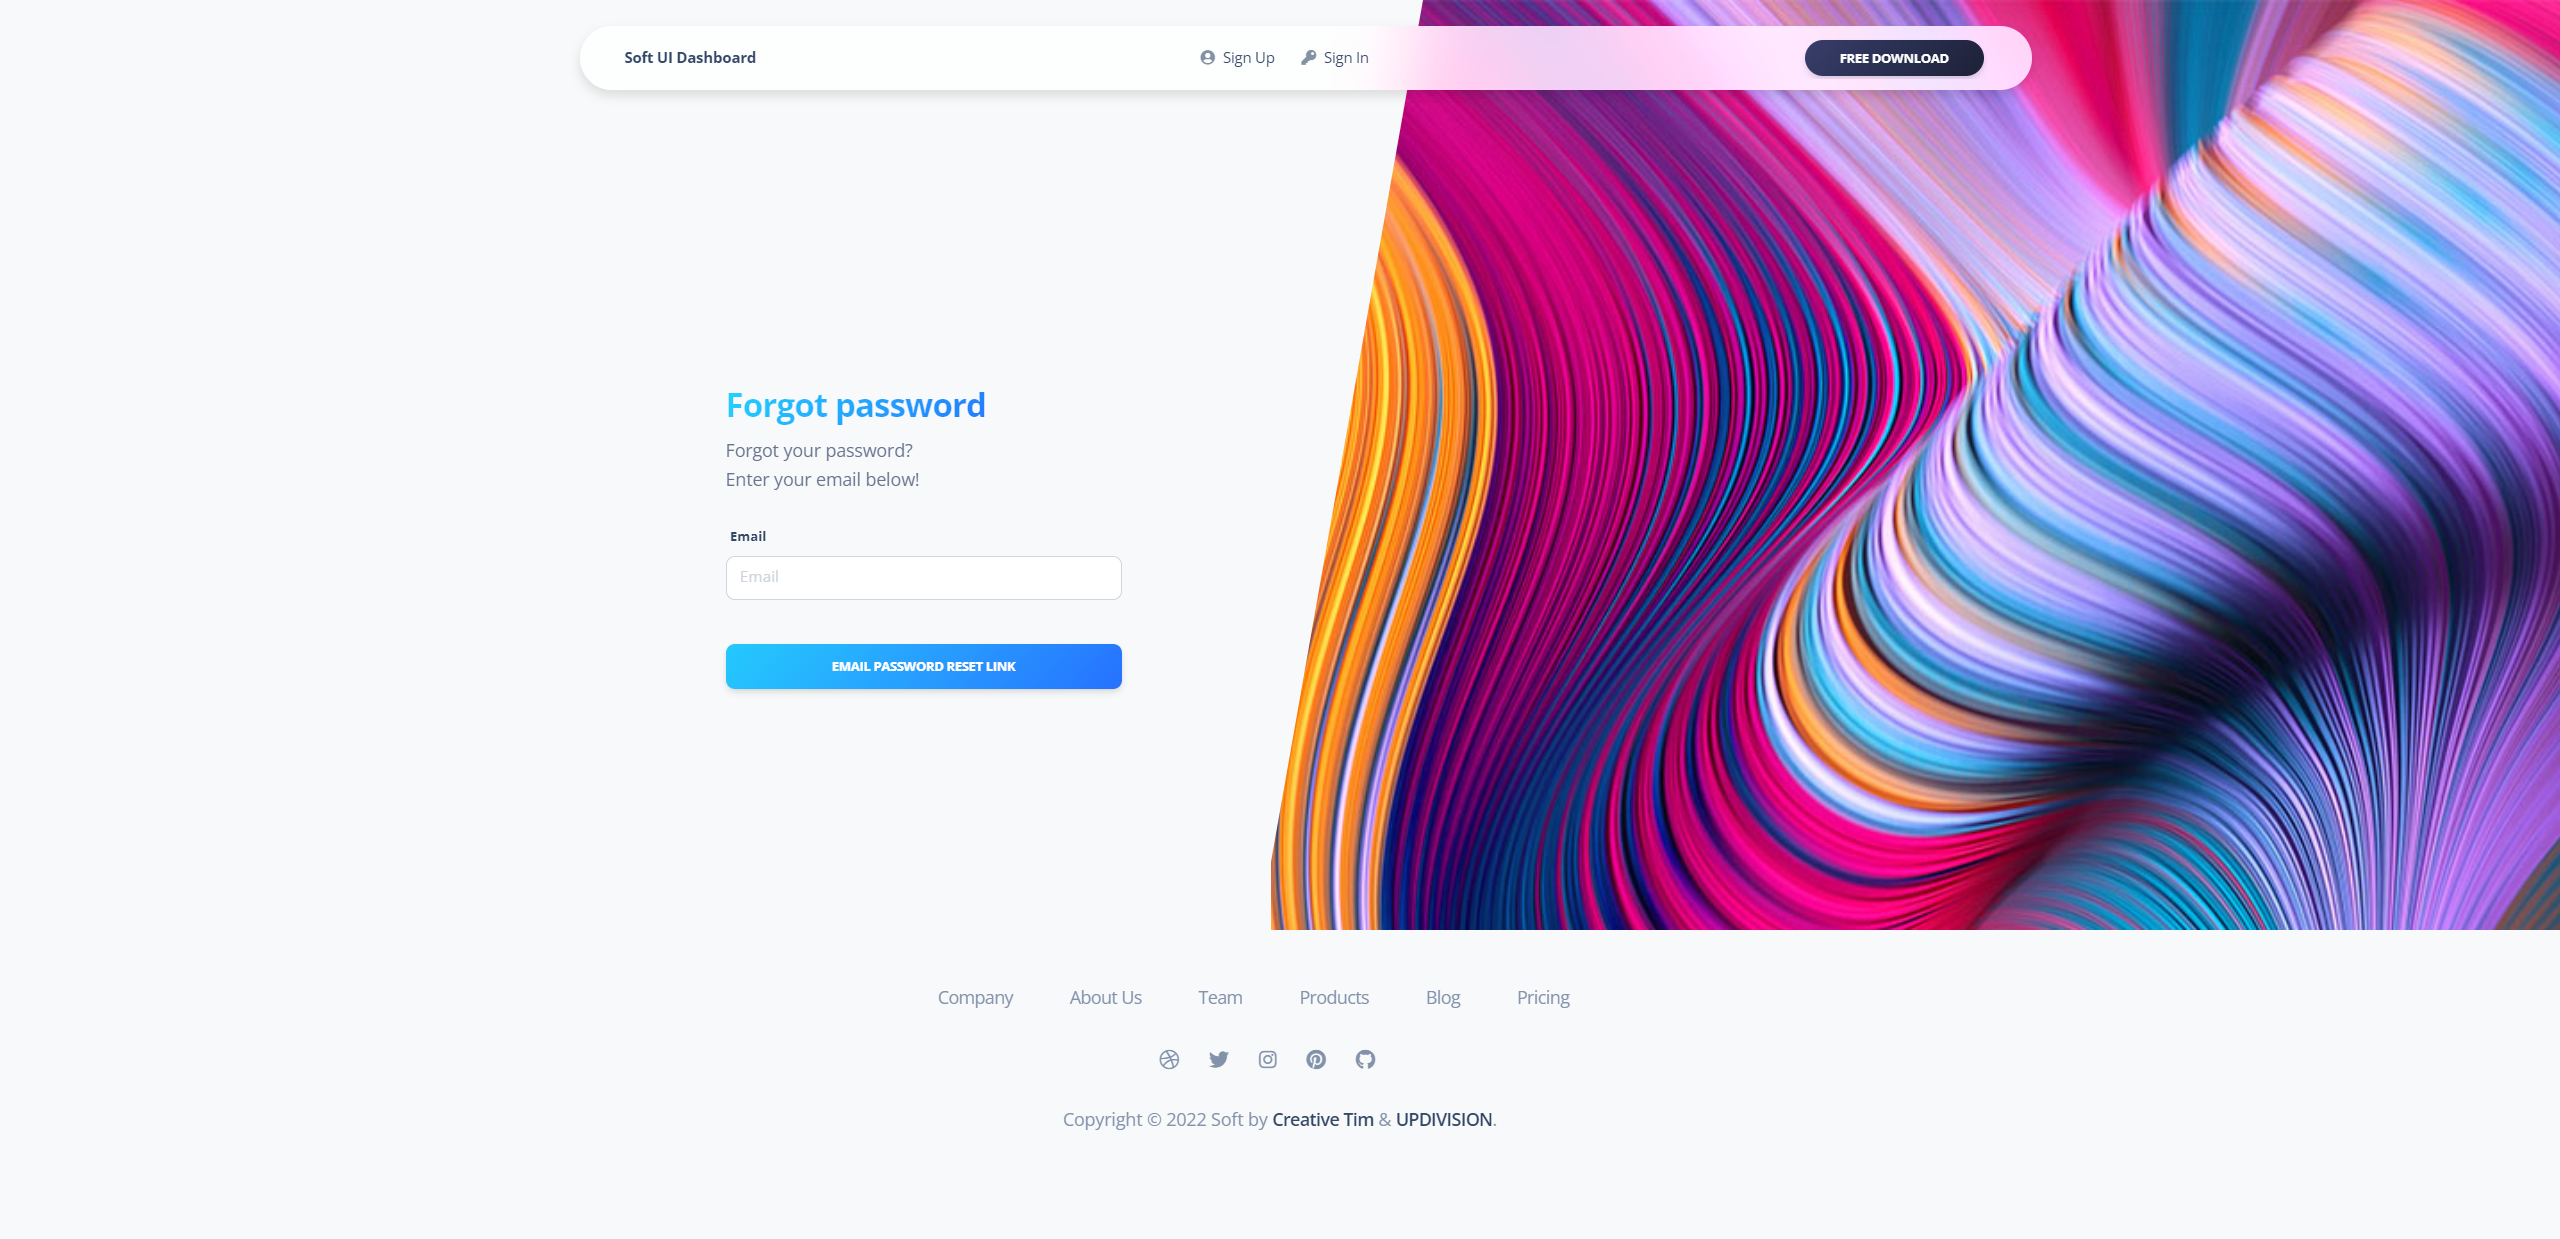 Soft UI Dashboard
Sign Up
Sign In
FREE DOWNLOAD
Forgot password
Forgot your password?
Enter your email below!
Email
Email
EMAIL PASSWORD RESET LINK
Company
About Us
Team
Products
Blog
Pricing
Copyright © 2022 Soft by Creative Tim & UPDIVISION.